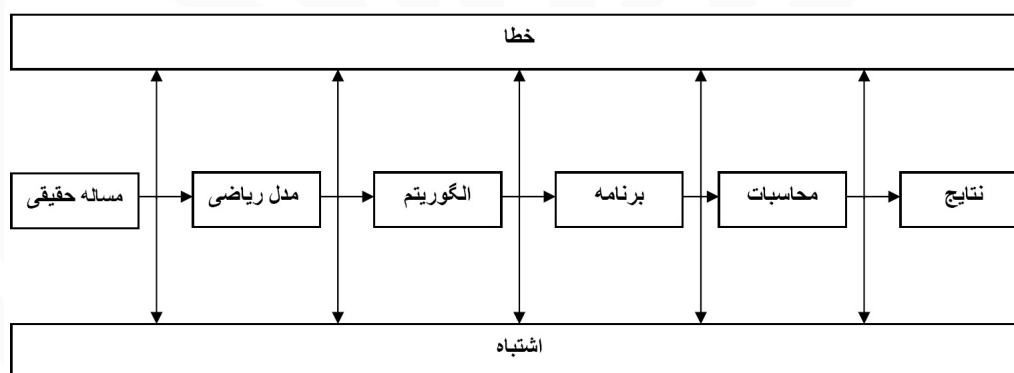 خطا
مساله حقیقی
مدل ریاضی
الگوریتم
برنامه
محاسبات
نتایج
اشتباه